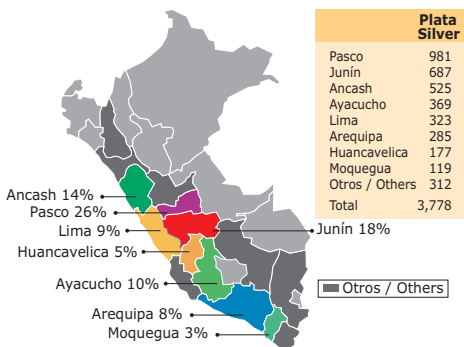 Plata
Silver
Pasco 981
Junín 687
Ancash 525
Ayacucho 369
Lima 323
Arequipa 285
Huancavelica 177
Moquegua 119
Otros / Others 312
Total 3,778
Ancash 14%
Pasco 26%
Lima 9%
Junín 18%
Huancavelica 5%
Ayacucho 10%
Otros / Others
Arequipa 8%
Moquegua 3%